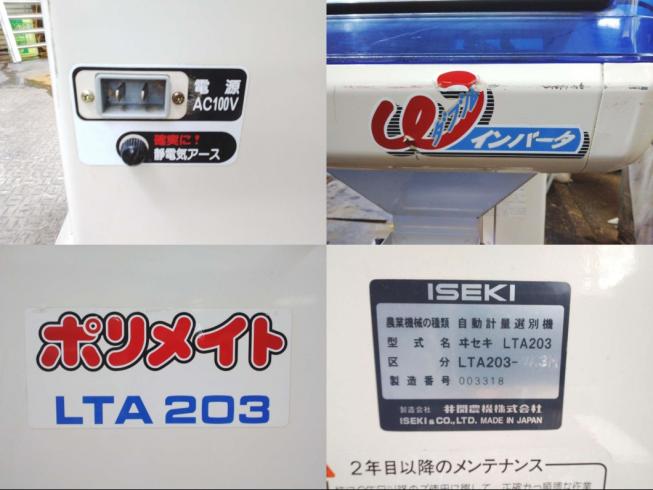 電源
AC100V
確実に!
静電気アース
インバータ
ポリメイト
LTA 203
ISEKI
農業機械の種類 自動計量選別機
型式名 ヰセキ LTA203
区分 LTA203-
製造番号 003318
製造会社 井関農機株式会社
ISEKI & CO., LTD. MADE IN JAPAN
2年目以降のメンテナンス